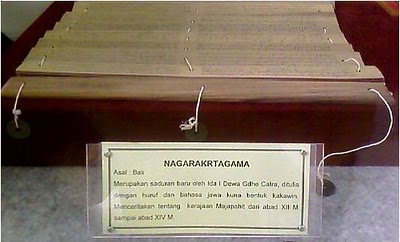 NAGARAKRTAGAMA
Asal : Bali
Merupakan saduran baru oleh Ida I Dewa Gdhe Catra, ditulis
dengan huruf dan bahasa jawa kuna bentuk kakawin.
Menceritakan tentang kerajaan Majapahit dari abad XII M
sampai abad XIV M